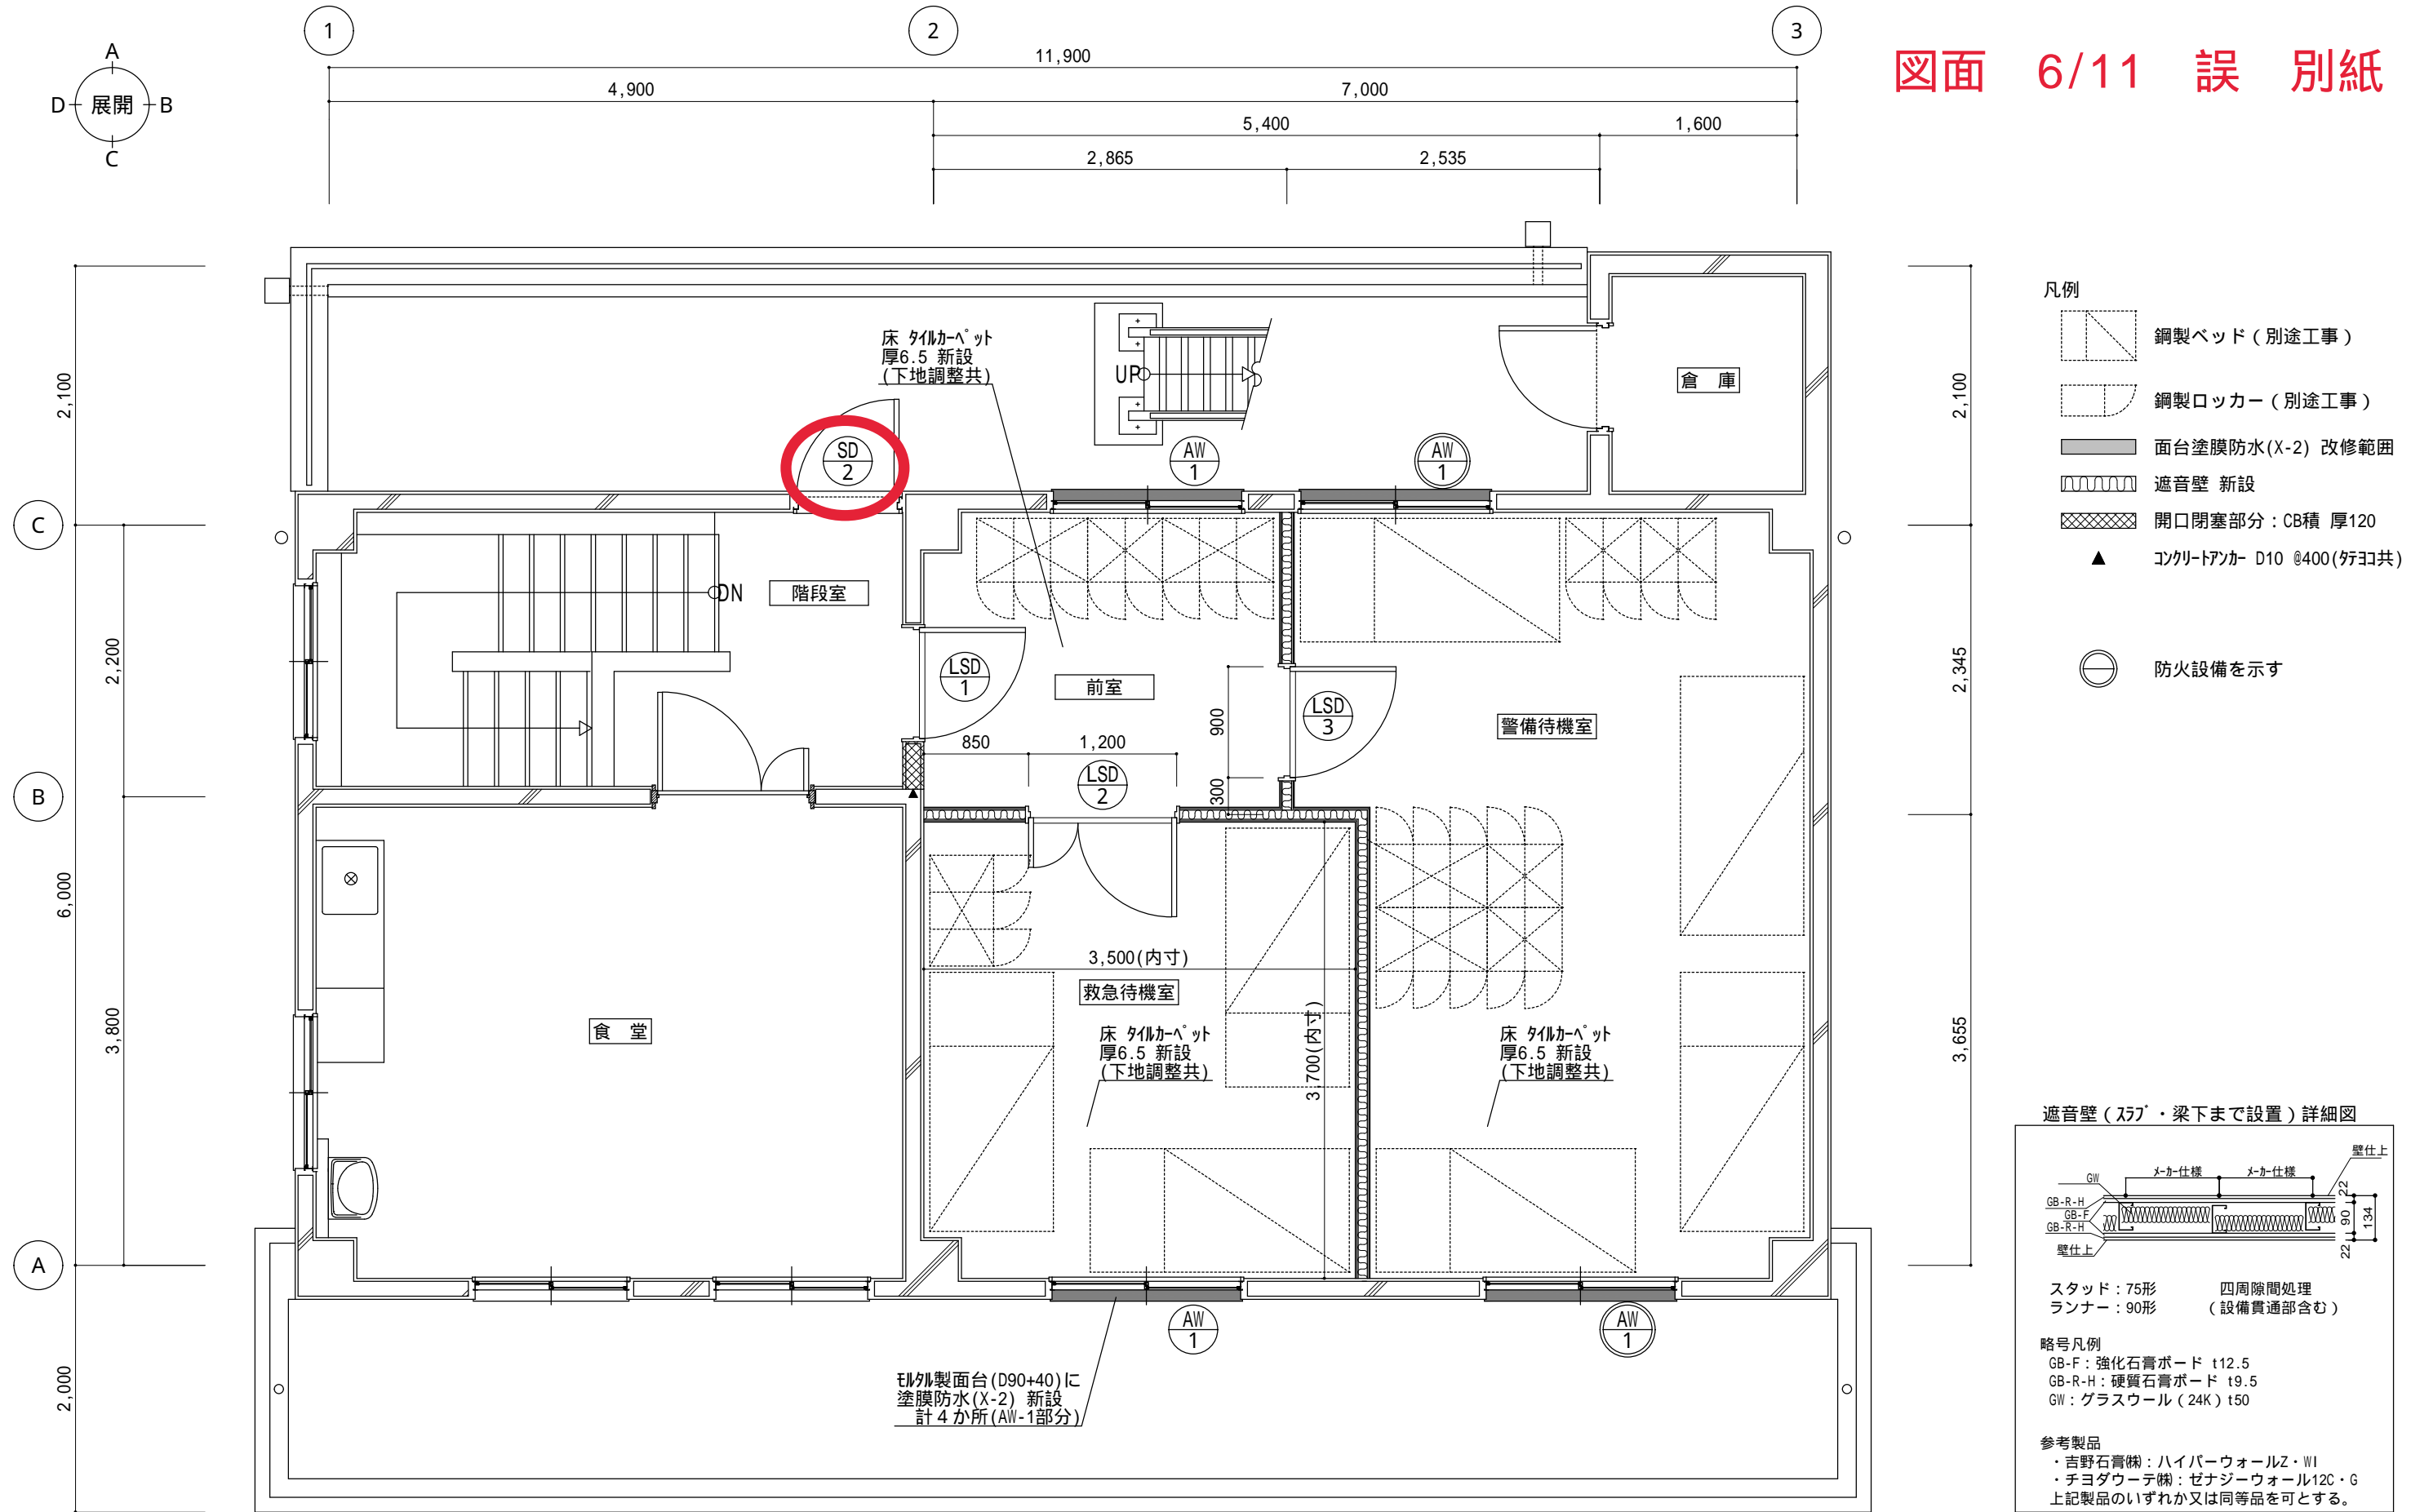 図面　6/11　誤　別紙
1
2
3
11,900
4,900
7,000
5,400
1,600
2,865
2,535
A
D
展開
B
C
2,100
2,200
6,000
3,800
2,000
C
B
A
床 ﾀｲﾙｶｰﾍﾟｯﾄ
厚6.5 新設
(下地調整共)
UP
SD
2
AW
1
AW
1
倉　庫
DN
階段室
LSD
1
前室
LSD
3
警備待機室
900
300
850
1,200
LSD
2
3,500(内寸)
救急待機室
3,700(内寸)
食　堂
床 ﾀｲﾙｶｰﾍﾟｯﾄ
厚6.5 新設
(下地調整共)
床 ﾀｲﾙｶｰﾍﾟｯﾄ
厚6.5 新設
(下地調整共)
AW
1
AW
1
ﾓﾙﾀﾙ製面台(D90+40)に
塗膜防水(X-2) 新設
計４か所(AW-1部分)
2,100
2,345
3,655
凡例
鋼製ベッド（別途工事）
鋼製ロッカー（別途工事）
面台塗膜防水(X-2) 改修範囲
遮音壁 新設
開口閉塞部分：CB積 厚120
▲ ｺﾝｸﾘｰﾄｱﾝｶｰ D10 @400(ﾀﾃﾖｺ共)
防火設備を示す
遮音壁（ｽﾗﾌﾞ・梁下まで設置）詳細図
壁仕上
ﾒｰｶｰ仕様
ﾒｰｶｰ仕様
GW
GB-R-H
GB-F
GB-R-H
壁仕上
22
90
22
134
スタッド：75形
ランナー：90形
四周隙間処理
（設備貫通部含む）
略号凡例
GB-F：強化石膏ボード t12.5
GB-R-H：硬質石膏ボード t9.5
GW：グラスウール（24K）t50
参考製品
・吉野石膏㈱：ハイパーウォールZ・WI
・チヨダウーテ㈱：ゼナジーウォール12C・G
上記製品のいずれか又は同等品を可とする。